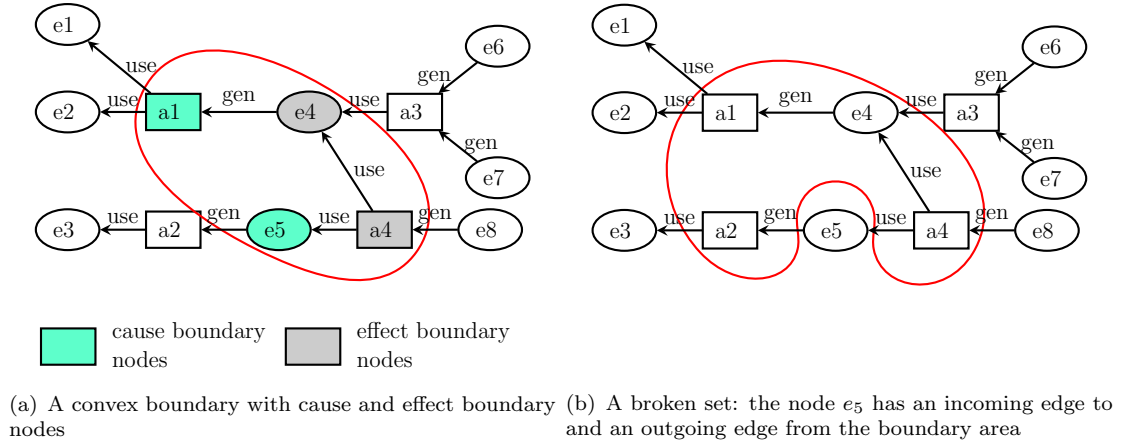 e1
e6
use
gen
e2
use
a1
gen
e4
use
a3
gen
e7
use
e3
use
a2
gen
e5
use
a4
gen
e8
cause boundary
nodes
effect boundary
nodes
(a) A convex boundary with cause and effect boundary
nodes
e1
e6
use
gen
e2
use
a1
gen
e4
use
a3
gen
e7
use
e3
use
a2
gen
e5
use
a4
gen
e8
(b) A broken set: the node e5 has an incoming edge to
and an outgoing edge from the boundary area